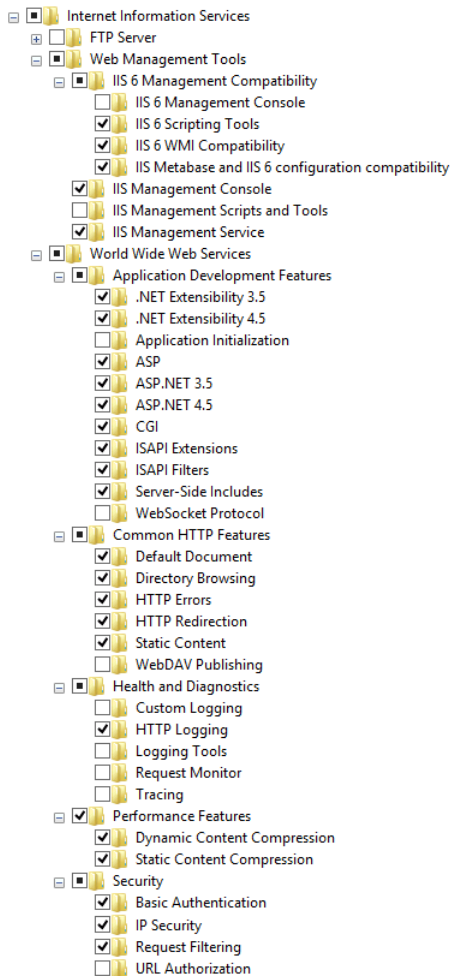 Internet Information Services
FTP Server
Web Management Tools
IIS 6 Management Compatibility
IIS 6 Management Console
IIS 6 Scripting Tools
IIS 6 WMI Compatibility
IIS Metabase and IIS 6 configuration compatibility
IIS Management Console
IIS Management Scripts and Tools
IIS Management Service
World Wide Web Services
Application Development Features
.NET Extensibility 3.5
.NET Extensibility 4.5
Application Initialization
ASP
ASP.NET 3.5
ASP.NET 4.5
CGI
ISAPI Extensions
ISAPI Filters
Server-Side Includes
WebSocket Protocol
Common HTTP Features
Default Document
Directory Browsing
HTTP Errors
HTTP Redirection
Static Content
WebDAV Publishing
Health and Diagnostics
Custom Logging
HTTP Logging
Logging Tools
Request Monitor
Tracing
Performance Features
Dynamic Content Compression
Static Content Compression
Security
Basic Authentication
IP Security
Request Filtering
URL Authorization